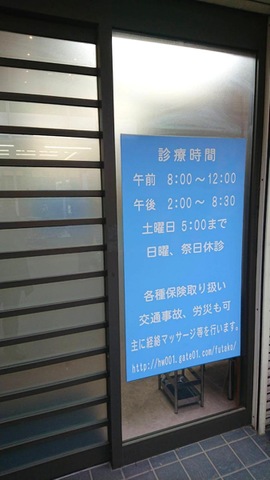 診療時間
午前 8:00～12:00
午後 2:00～ 8:30
土曜日 5:00まで
日曜、祭日休診
各種保険取り扱い
交通事故、労災も可
主に経絡マッサージ等を行います。
http://hw001.gate01.com/futaka/